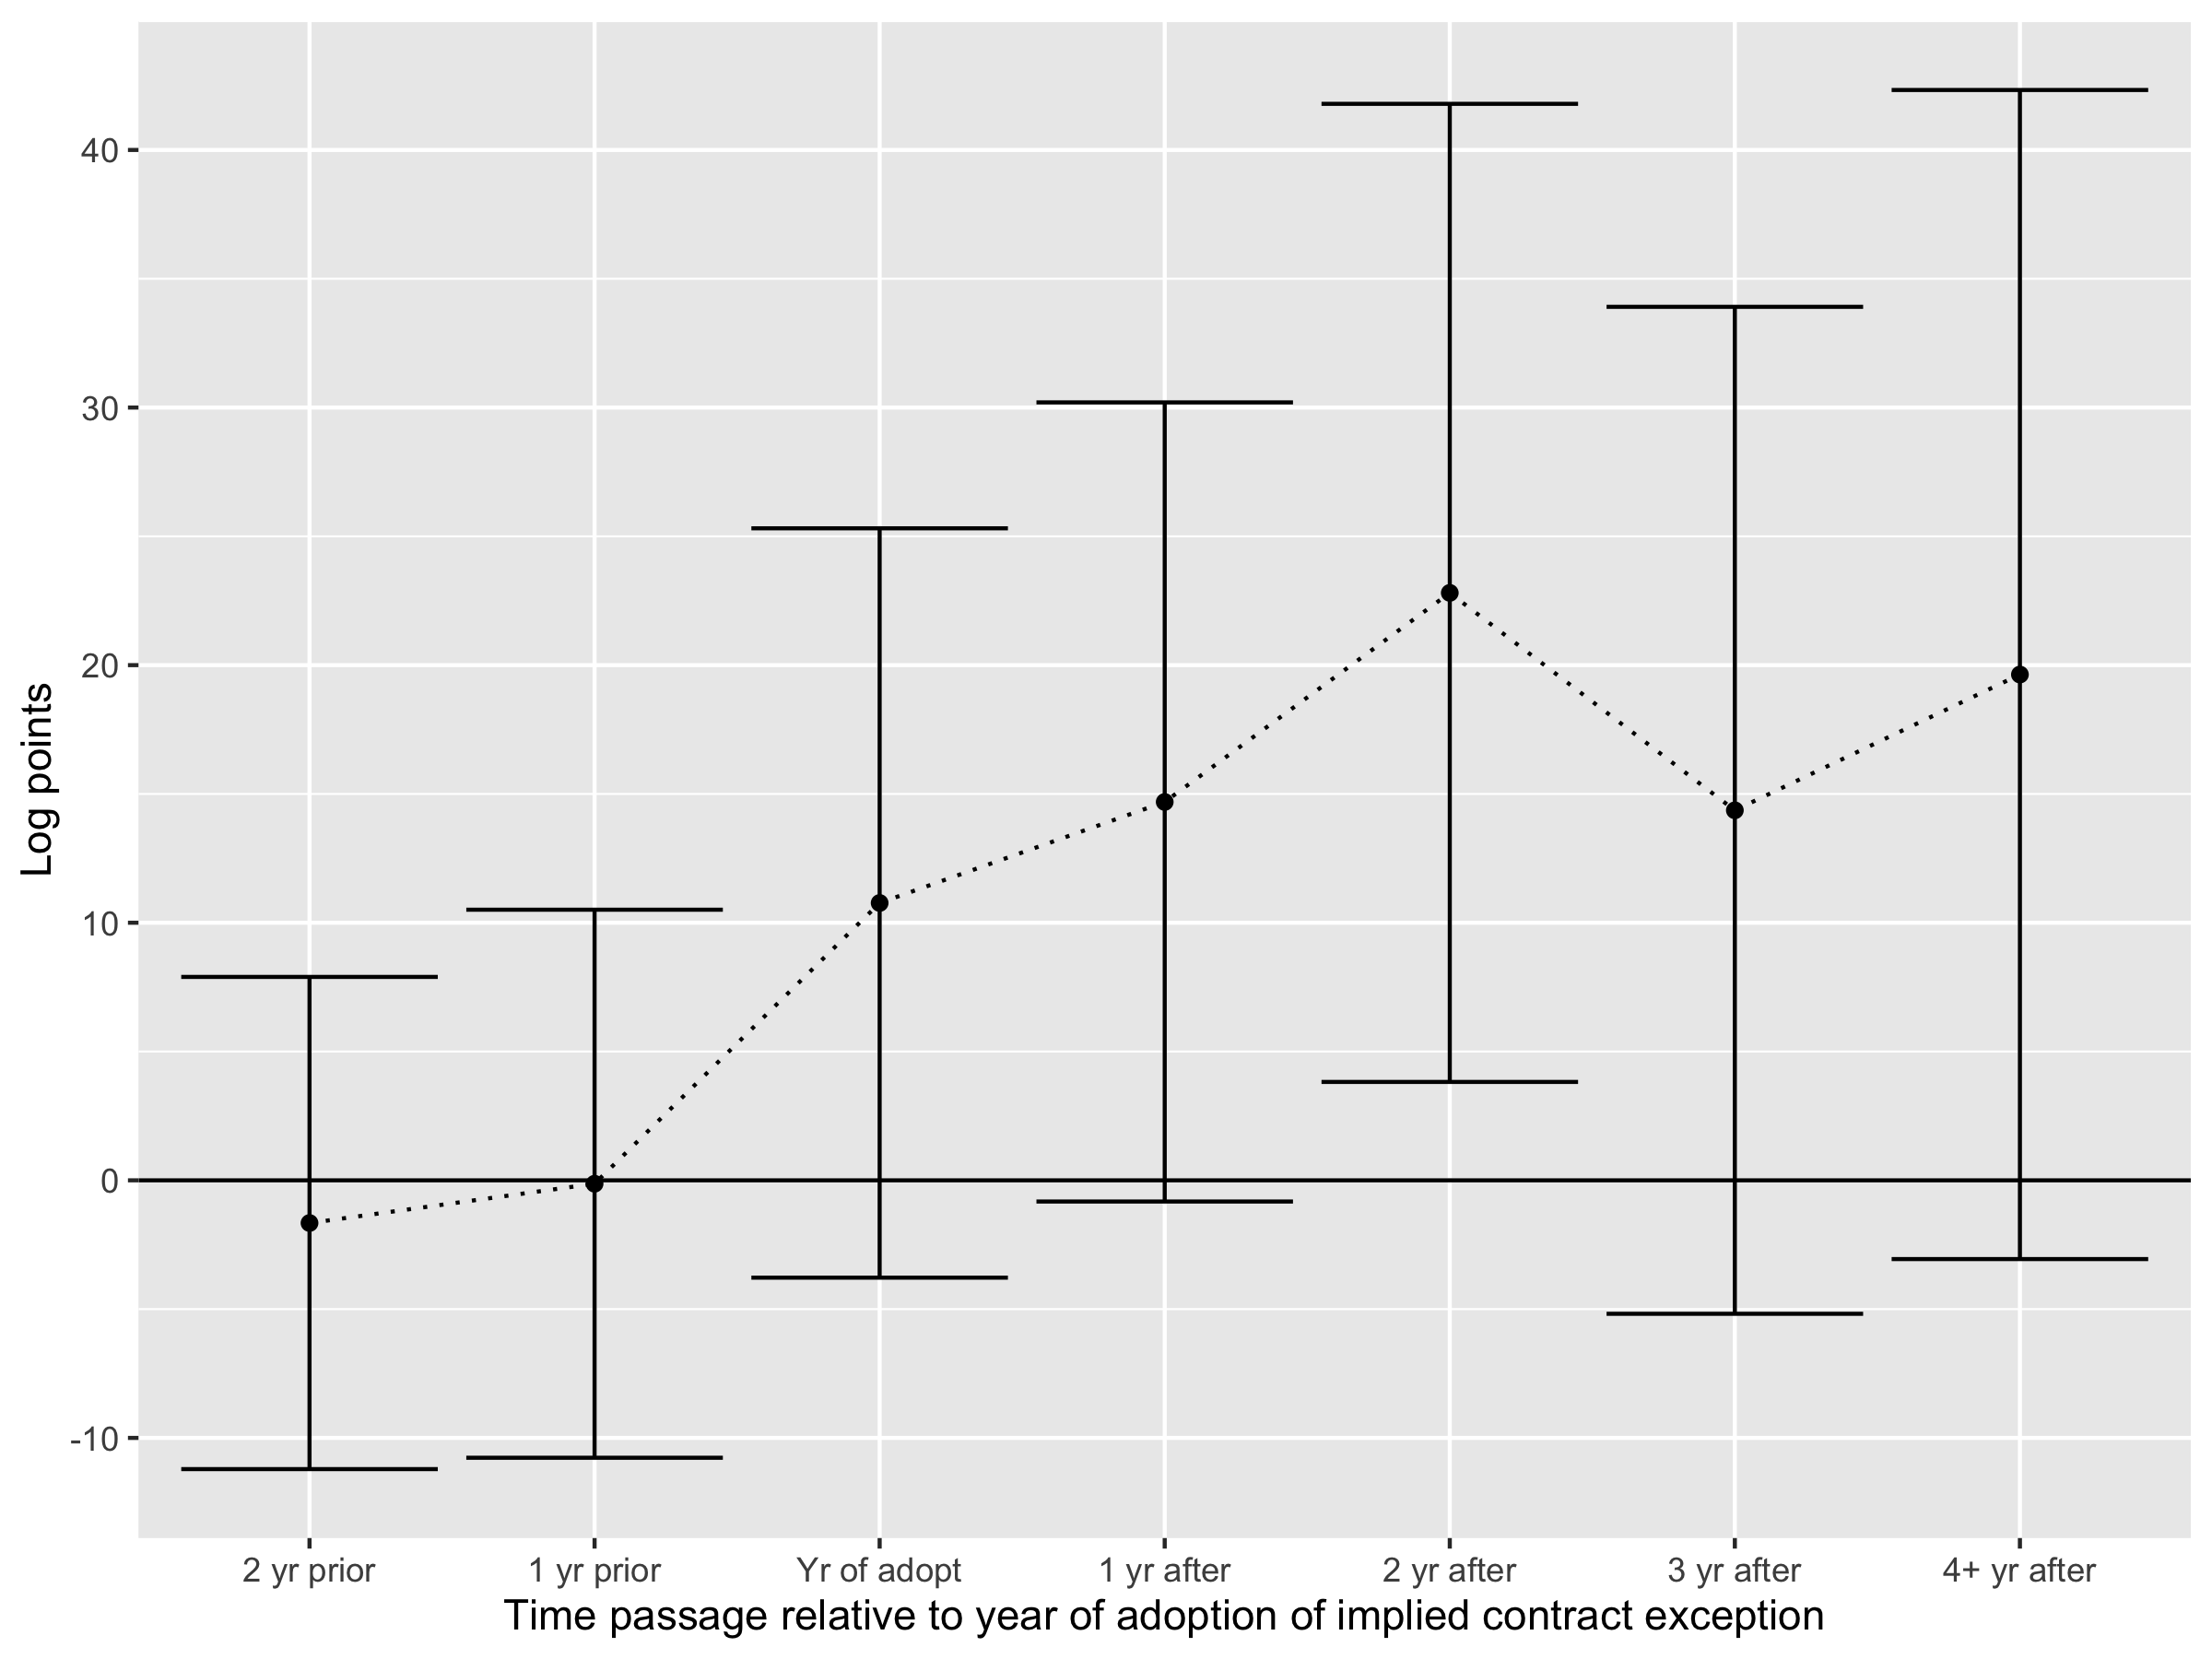 Log points
40
30
20
10
0
-10
2 yr prior
1 yr prior
Yr of adopt
1 yr after
2 yr after
3 yr after
4+ yr after
Time passage relative to year of adoption of implied contract exception